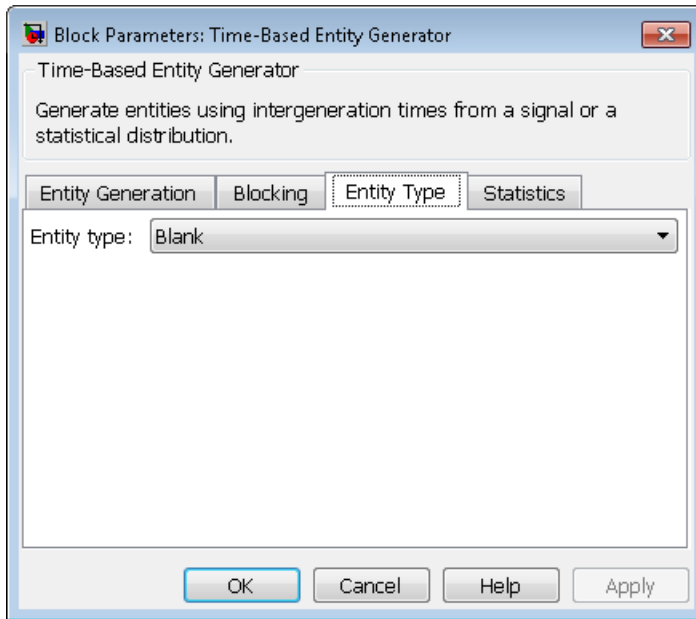 Block Parameters: Time-Based Entity Generator
Time-Based Entity Generator
Generate entities using intergeneration times from a signal or a
statistical distribution.
Entity Generation Blocking Entity Type Statistics
Entity type: Blank
OK Cancel Help Apply